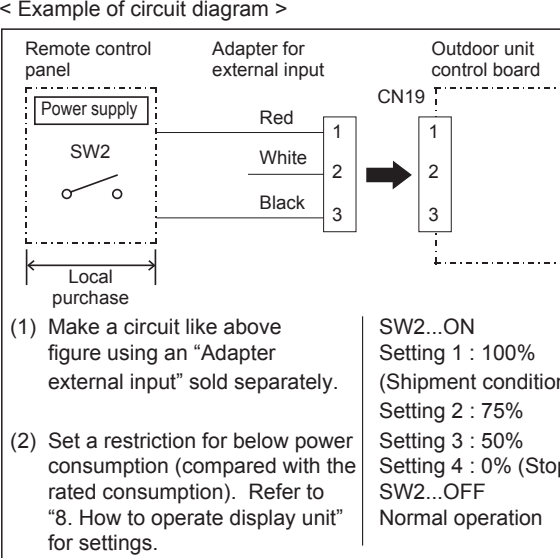 < Example of circuit diagram >
Remote control
panel
Adapter for
external input
Outdoor unit
control board
CN19
Power supply
SW2
Red
White
Black
1
2
3
1
2
3
Local
purchase
(1) Make a circuit like above
figure using an “Adapter
external input” sold separately.
(2) Set a restriction for below power
consumption (compared with the
rated consumption). Refer to
“8. How to operate display unit”
for settings.
SW2...ON
Setting 1 : 100%
(Shipment condition
Setting 2 : 75%
Setting 3 : 50%
Setting 4 : 0% (Stop
SW2...OFF
Normal operation